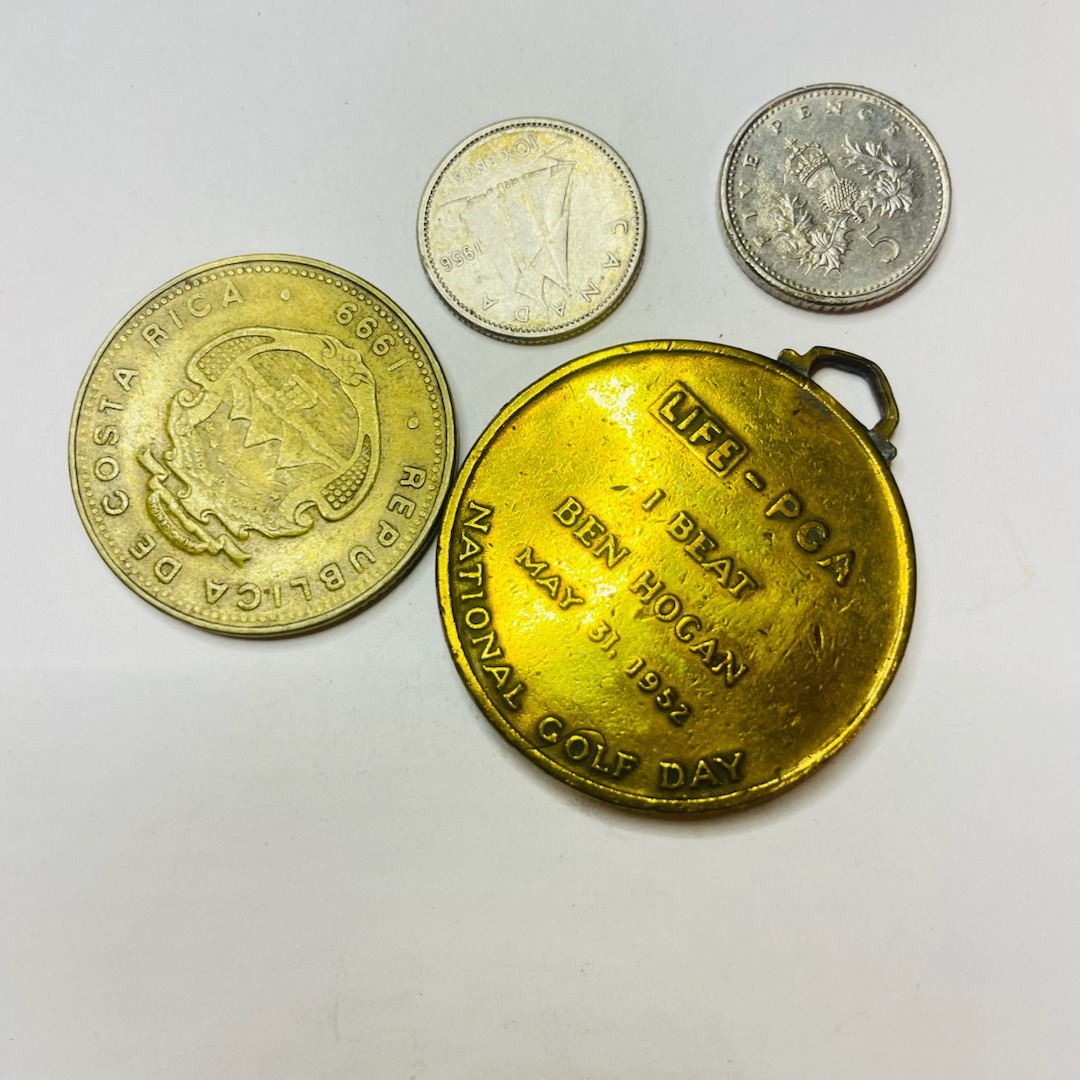 FIVE PENCE
5
10 CENTS
1956
CANADA
1999 · REPUBLICA DE COSTA RICA ·
LIFE - PGA
I BEAT
BEN HOGAN
MAY 31, 1952
NATIONAL GOLF DAY